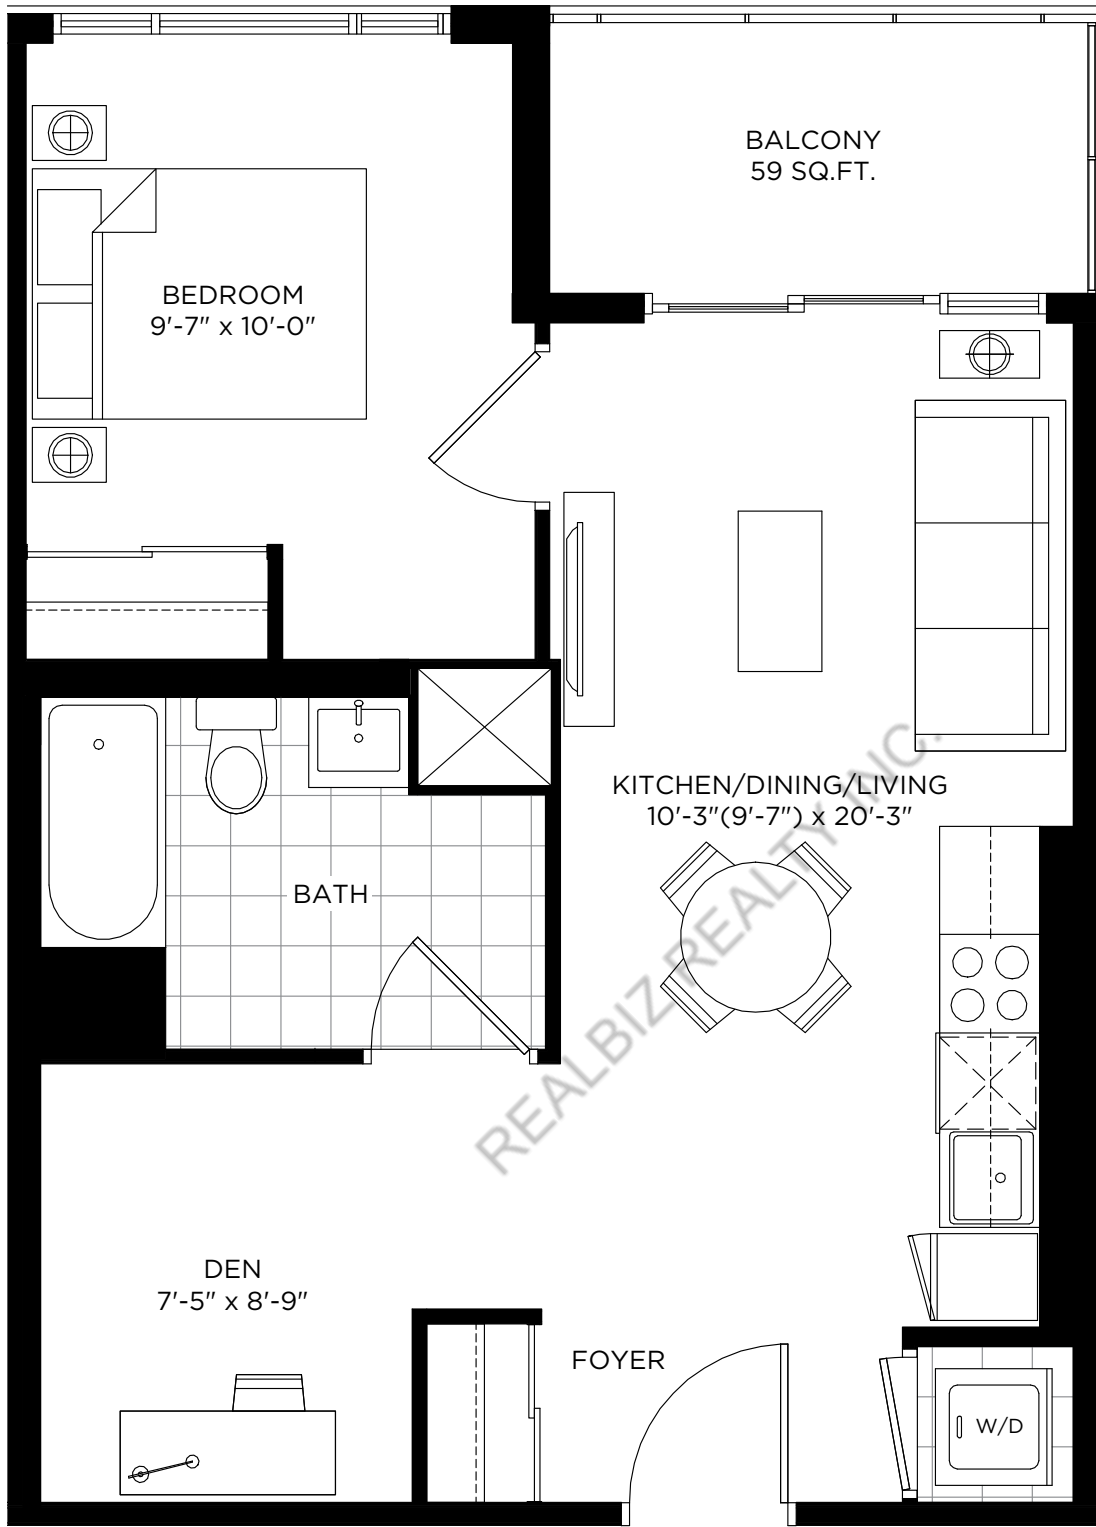 BALCONY
59 SQ.FT.
BEDROOM
9'-7" x 10'-0"
KITCHEN/DINING/LIVING
10'-3"(9'-7") x 20'-3"
BATH
REALBIZ REALTY INC.
DEN
7'-5" x 8'-9"
FOYER
W/D